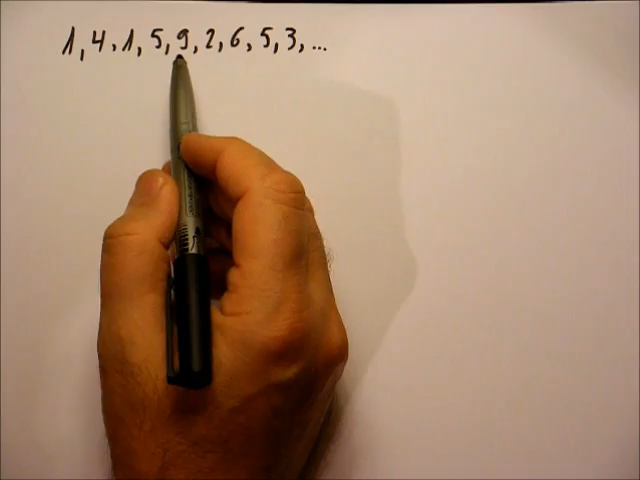 1, 4, 1, 5, 9, 2, 6, 5, 3, ...